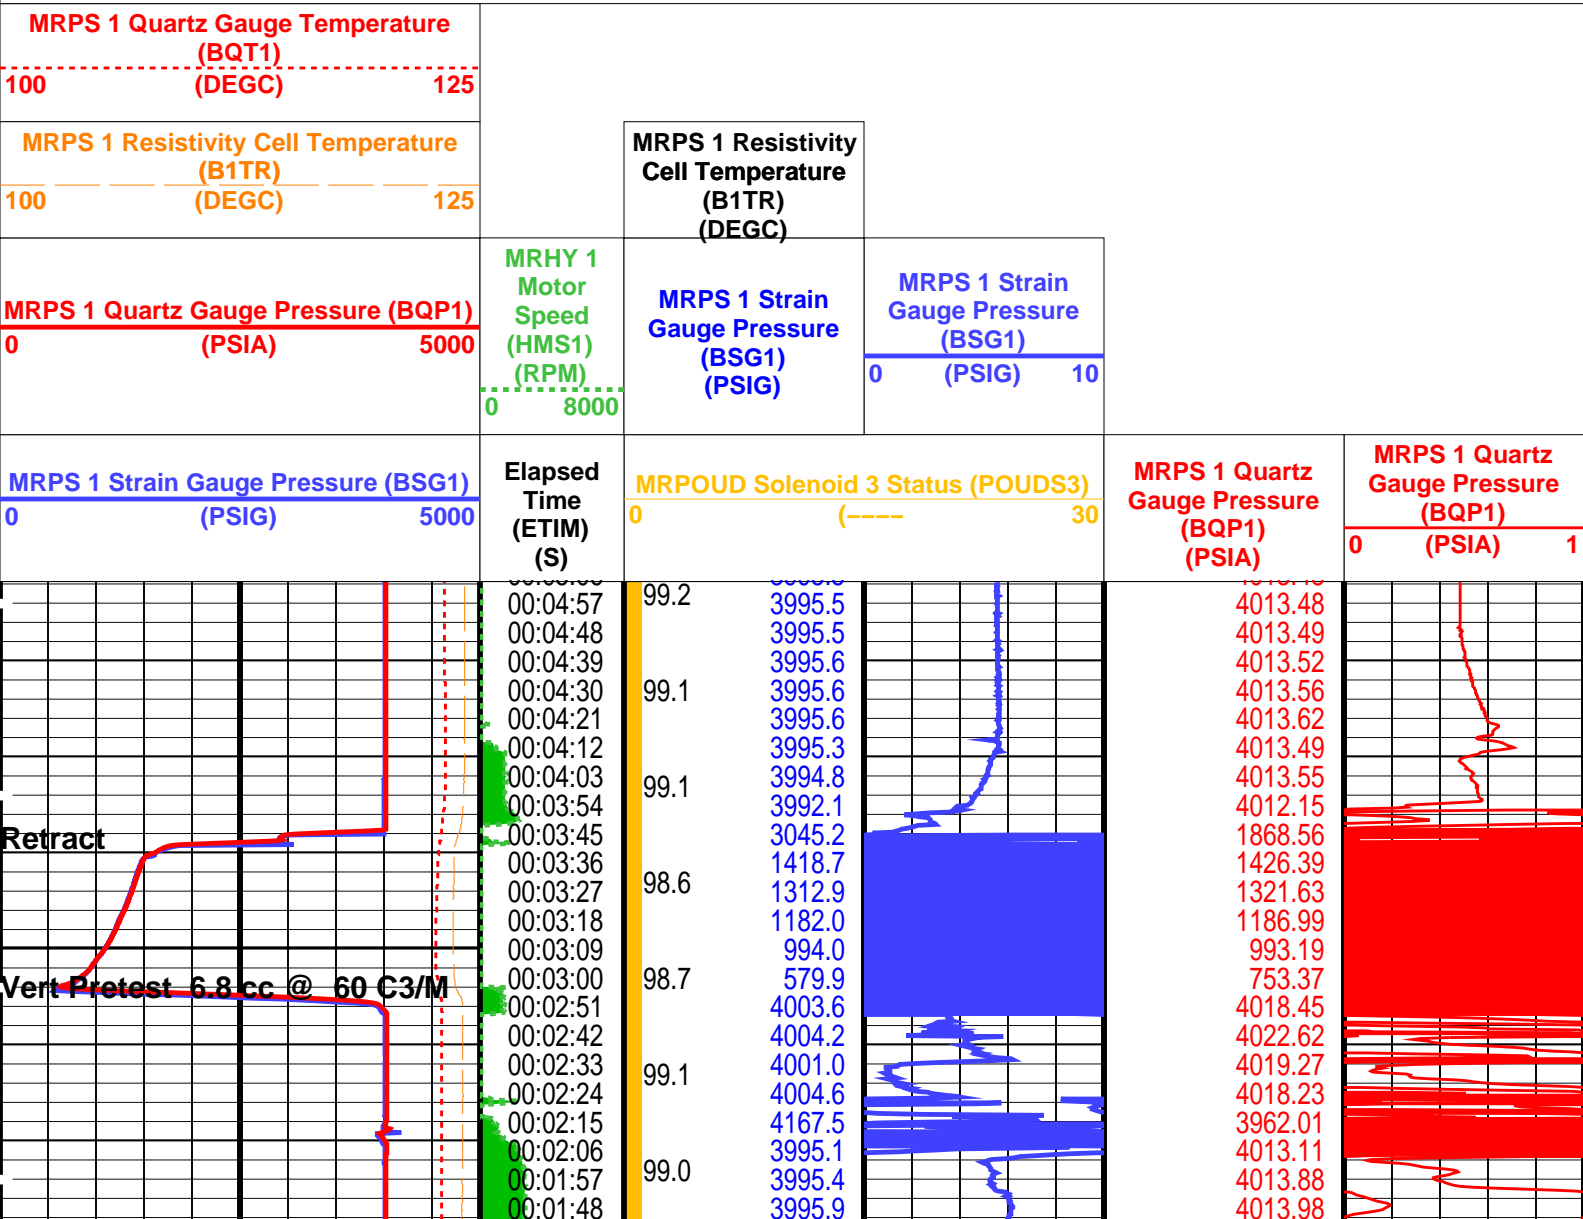 MRPS 1 Quartz Gauge Temperature
(BQT1)
100 (DEGC) 125
MRPS 1 Resistivity Cell Temperature
(B1TR)
100 (DEGC) 125
MRPS 1 Resistivity
Cell Temperature
(B1TR)
(DEGC)
MRPS 1 Quartz Gauge Pressure (BQP1)
0 (PSIA) 5000
MRHY 1
Motor
Speed
(HMS1)
(RPM)
0 8000
MRPS 1 Strain
Gauge Pressure
(BSG1)
(PSIG)
MRPS 1 Strain
Gauge Pressure
(BSG1)
0 (PSIG) 10
MRPS 1 Strain Gauge Pressure (BSG1)
0 (PSIG) 5000
Elapsed
Time
(ETIM)
(S)
MRPOUD Solenoid 3 Status (POUDS3)
0 (---- 30
MRPS 1 Quartz
Gauge Pressure
(BQP1)
(PSIA)
MRPS 1 Quartz
Gauge Pressure
(BQP1)
0 (PSIA) 1
00:04:57 99.2 3995.5 4013.48
00:04:48 3995.5 4013.49
00:04:39 3995.6 4013.52
00:04:30 99.1 3995.6 4013.56
00:04:21 3995.6 4013.62
00:04:12 3995.3 4013.49
00:04:03 99.1 3994.8 4013.55
00:03:54 3992.1 4012.15
Retract 00:03:45 3045.2 1868.56
00:03:36 1418.7 1426.39
00:03:27 98.6 1312.9 1321.63
00:03:18 1182.0 1186.99
00:03:09 994.0 993.19
Vert Pretest 6.8 cc @ 60 C3/M 00:03:00 98.7 579.9 753.37
00:02:51 4003.6 4018.45
00:02:42 4004.2 4022.62
00:02:33 99.1 4001.0 4019.27
00:02:24 4004.6 4018.23
00:02:15 4167.5 3962.01
00:02:06 3995.1 4013.11
00:01:57 99.0 3995.4 4013.88
00:01:48 3995.9 4013.98